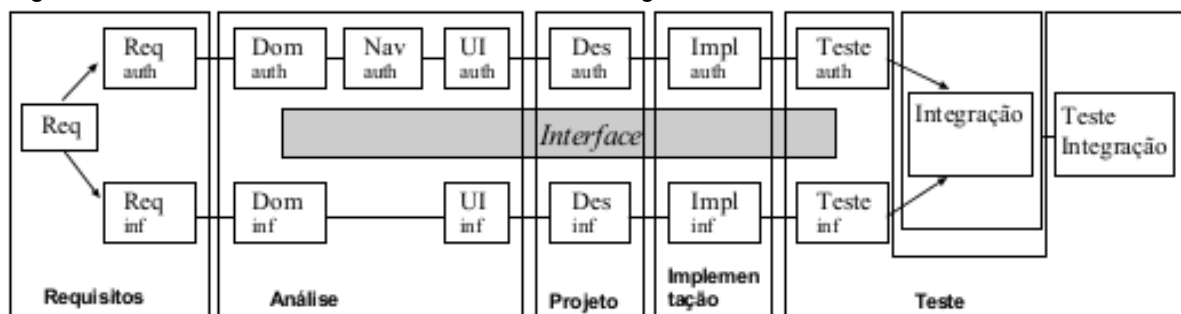 Req
auth
Dom
auth
Nav
auth
UI
auth
Des
auth
Impl
auth
Teste
auth
Req
Interface
Integração
Teste
Integração
Req
inf
Dom
inf
UI
inf
Des
inf
Impl
inf
Teste
inf
Requisitos
Análise
Projeto
Implemen
tação
Teste